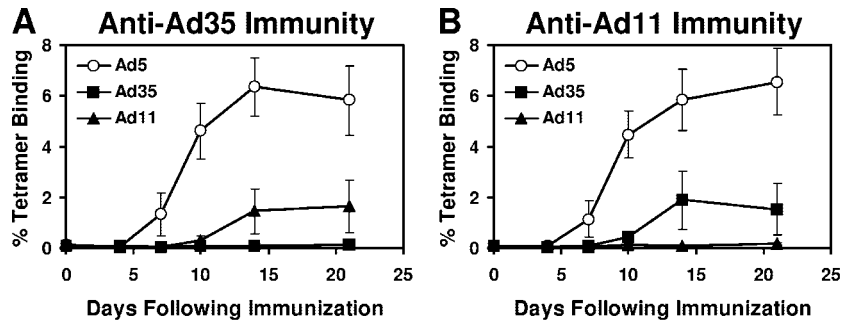 A Anti-Ad35 Immunity
% Tetramer Binding
8
6
4
2
0
Ad5
Ad35
Ad11
0 5 10 15 20 25
Days Following Immunization
B Anti-Ad11 Immunity
% Tetramer Binding
8
6
4
2
0
Ad5
Ad35
Ad11
0 5 10 15 20 25
Days Following Immunization